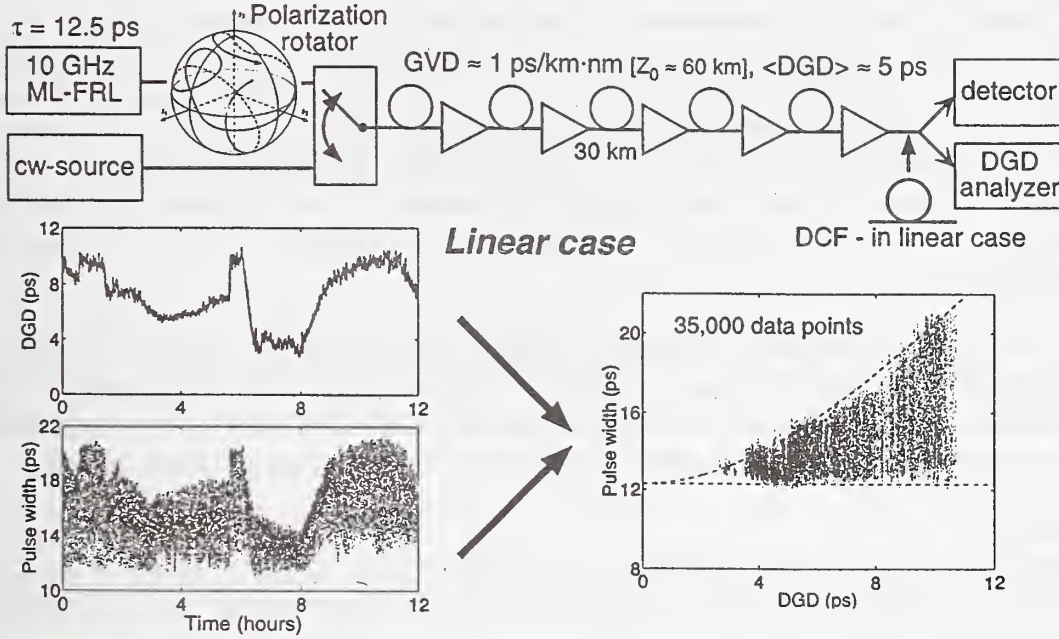 τ = 12.5 ps
Polarization
rotator
10 GHz
ML-FRL
cw-source
GVD ≈ 1 ps/km·nm [Z₀ ≈ 60 km], <DGD> ≈ 5 ps
30 km
detector
DGD
analyzer
DCF - in linear case
Linear case
DGD (ps)
12
8
4
0
0 4 8 12
Pulse width (ps)
22
18
14
10
0 4 8 12
Time (hours)
35,000 data points
Pulse width (ps)
20
16
12
8
0 4 8 12
DGD (ps)